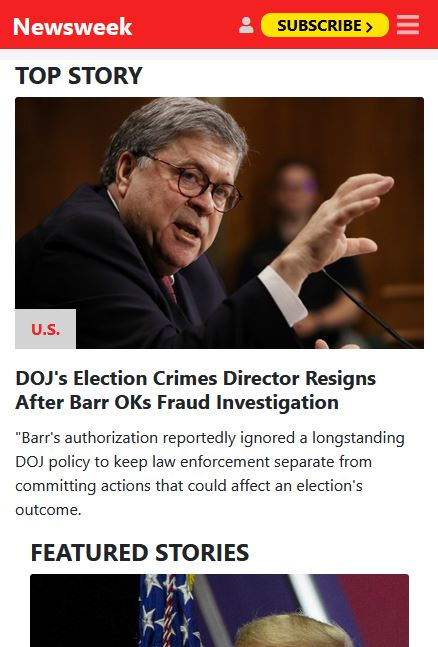 Newsweek
SUBSCRIBE >
TOP STORY
U.S.
DOJ's Election Crimes Director Resigns
After Barr OKs Fraud Investigation
"Barr's authorization reportedly ignored a longstanding
DOJ policy to keep law enforcement separate from
committing actions that could affect an election's
outcome.
FEATURED STORIES